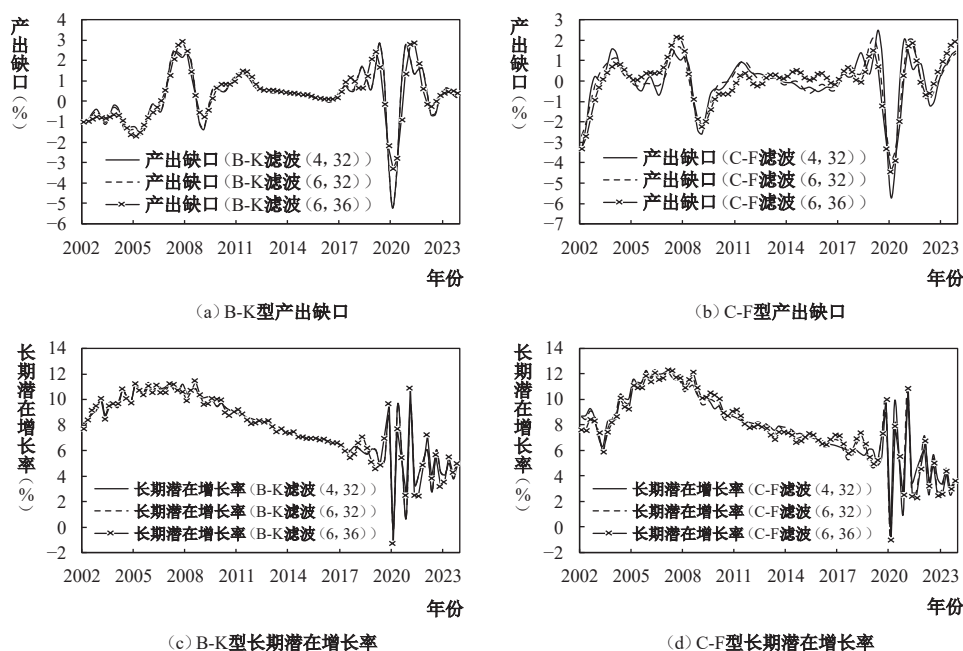 产出缺口（%）
4
3
2
1
0
−1
−2
−3
−4
−5
−6
产出缺口（B-K滤波（4，32））
产出缺口（B-K滤波（6，32））
产出缺口（B-K滤波（6，36））
2002 2005 2008 2011 2014 2017 2020 2023
年份
（a）B-K型产出缺口
产出缺口（%）
4
3
2
1
0
−1
−2
−3
−4
−5
−6
−7
产出缺口（C-F滤波（4，32））
产出缺口（C-F滤波（6，32））
产出缺口（C-F滤波（6，36））
2002 2005 2008 2011 2014 2017 2020 2023
年份
（b）C-F型产出缺口
长期潜在增长率（%）
14
12
10
8
6
4
2
0
−2
长期潜在增长率（B-K滤波（4，32））
长期潜在增长率（B-K滤波（6，32））
长期潜在增长率（B-K滤波（6，36））
2002 2005 2008 2011 2014 2017 2020 2023
年份
（c）B-K型长期潜在增长率
长期潜在增长率（%）
14
12
10
8
6
4
2
0
−2
长期潜在增长率（C-F滤波（4，32））
长期潜在增长率（C-F滤波（6，32））
长期潜在增长率（C-F滤波（6，36））
2002 2005 2008 2011 2014 2017 2020 2023
年份
（d）C-F型长期潜在增长率